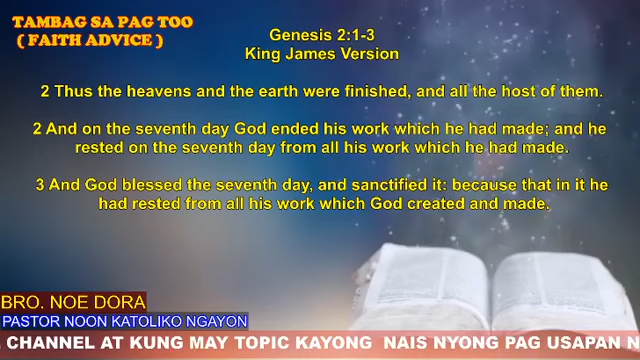 TAMBAG SA PAG TOO
( FAITH ADVICE )
Genesis 2:1-3
King James Version
2 Thus the heavens and the earth were finished, and all the host of them.
2 And on the seventh day God ended his work which he had made; and he
rested on the seventh day from all his work which he had made.
3 And God blessed the seventh day, and sanctified it: because that in it he
had rested from all his work which God created and made.
BRO. NOE DORA
PASTOR NOON KATOLIKO NGAYON
CHANNEL AT KUNG MAY TOPIC KAYONG NAIS NYONG PAG USAPAN N